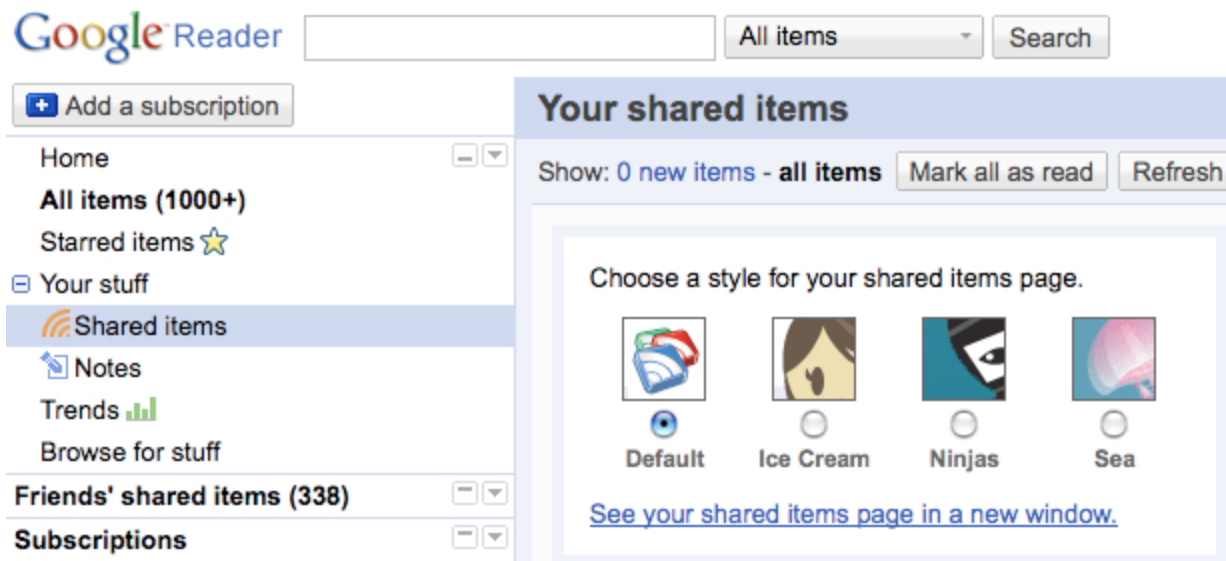 Google Reader All items Search
Add a subscription
Home
All items (1000+)
Starred items
Your stuff
Shared items
Notes
Trends
Browse for stuff
Friends' shared items (338)
Subscriptions
Your shared items
Show: 0 new items - all items Mark all as read Refresh
Choose a style for your shared items page.
Default Ice Cream Ninjas Sea
See your shared items page in a new window.